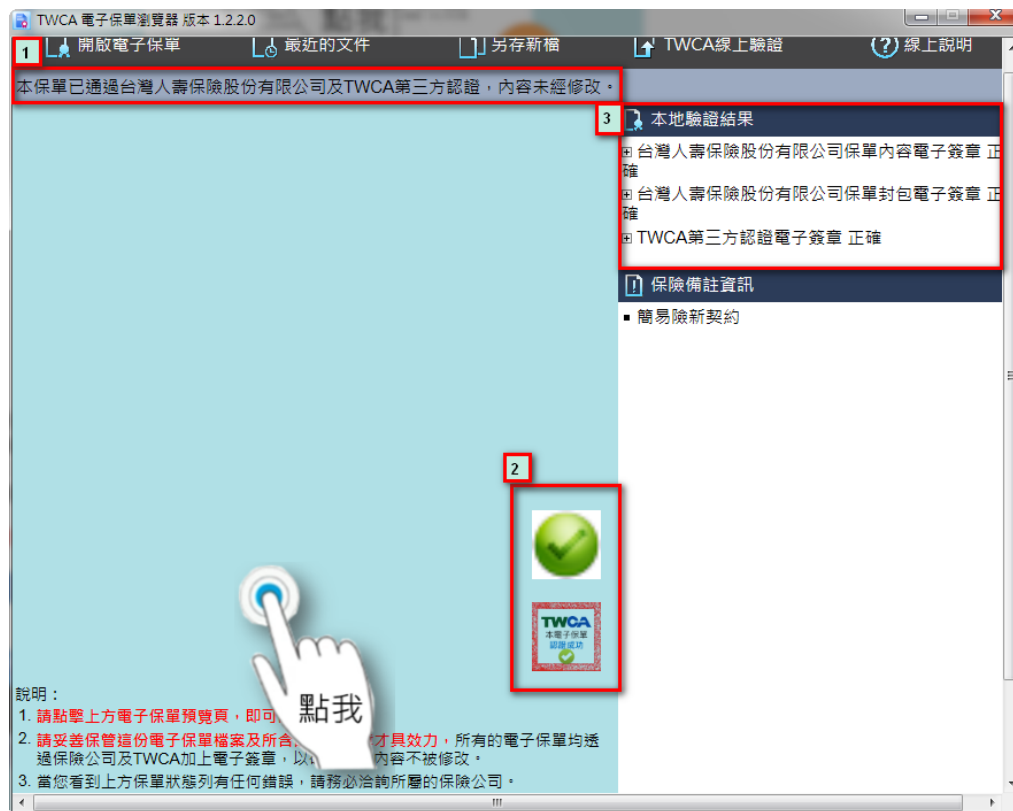 TWCA 電子保單瀏覽器 版本 1.2.2.0
點我
1
開啟電子保單
最近的文件
另存新檔
TWCA線上驗證
線上說明
本保單已通過台灣人壽保險股份有限公司及TWCA第三方認證，內容未經修改。
3
本地驗證結果
台灣人壽保險股份有限公司保單內容電子簽章 正
確
台灣人壽保險股份有限公司保單封包電子簽章 正
確
TWCA第三方認證電子簽章 正確
保險備註資訊
簡易險新契約
2
TWCA
本電子保單
認證成功
點我
說明：
1. 請點擊上方電子保單預覽頁，即可
2. 請妥善保管這份電子保單檔案及所含 才具效力，所有的電子保單均透
過保險公司及TWCA加上電子簽章，以 內容不被修改。
3. 當您看到上方保單狀態列有任何錯誤，請務必洽詢所屬的保險公司。